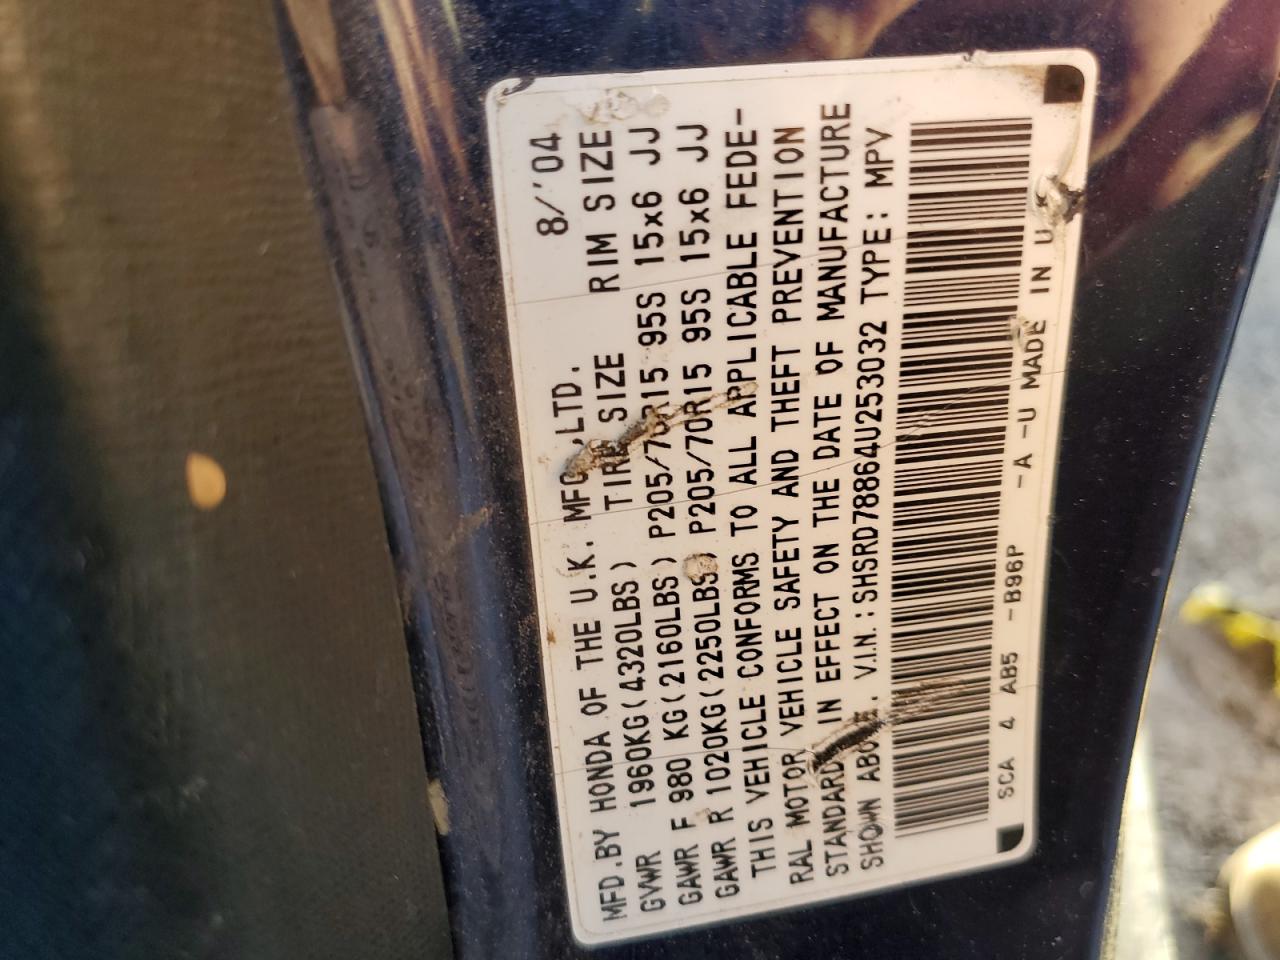 MFD.BY HONDA OF THE U.K. MFG.,LTD. 8/'04
TIRE SIZE RIM SIZE
GVWR 1960KG(4320LBS)
GAWR F 980 KG(2160LBS) P205/70R15 95S 15x6 JJ
GAWR R 1020KG(2250LBS) P205/70R15 95S 15x6 JJ
THIS VEHICLE CONFORMS TO ALL APPLICABLE FEDE-
RAL MOTOR VEHICLE SAFETY AND THEFT PREVENTION
STANDARD IN EFFECT ON THE DATE OF MANUFACTURE
SHOWN ABOVE. V.I.N.:SHSRD78864U253032 TYPE: MPV
SCA 4 AB5 -B96P -A -U MADE IN U